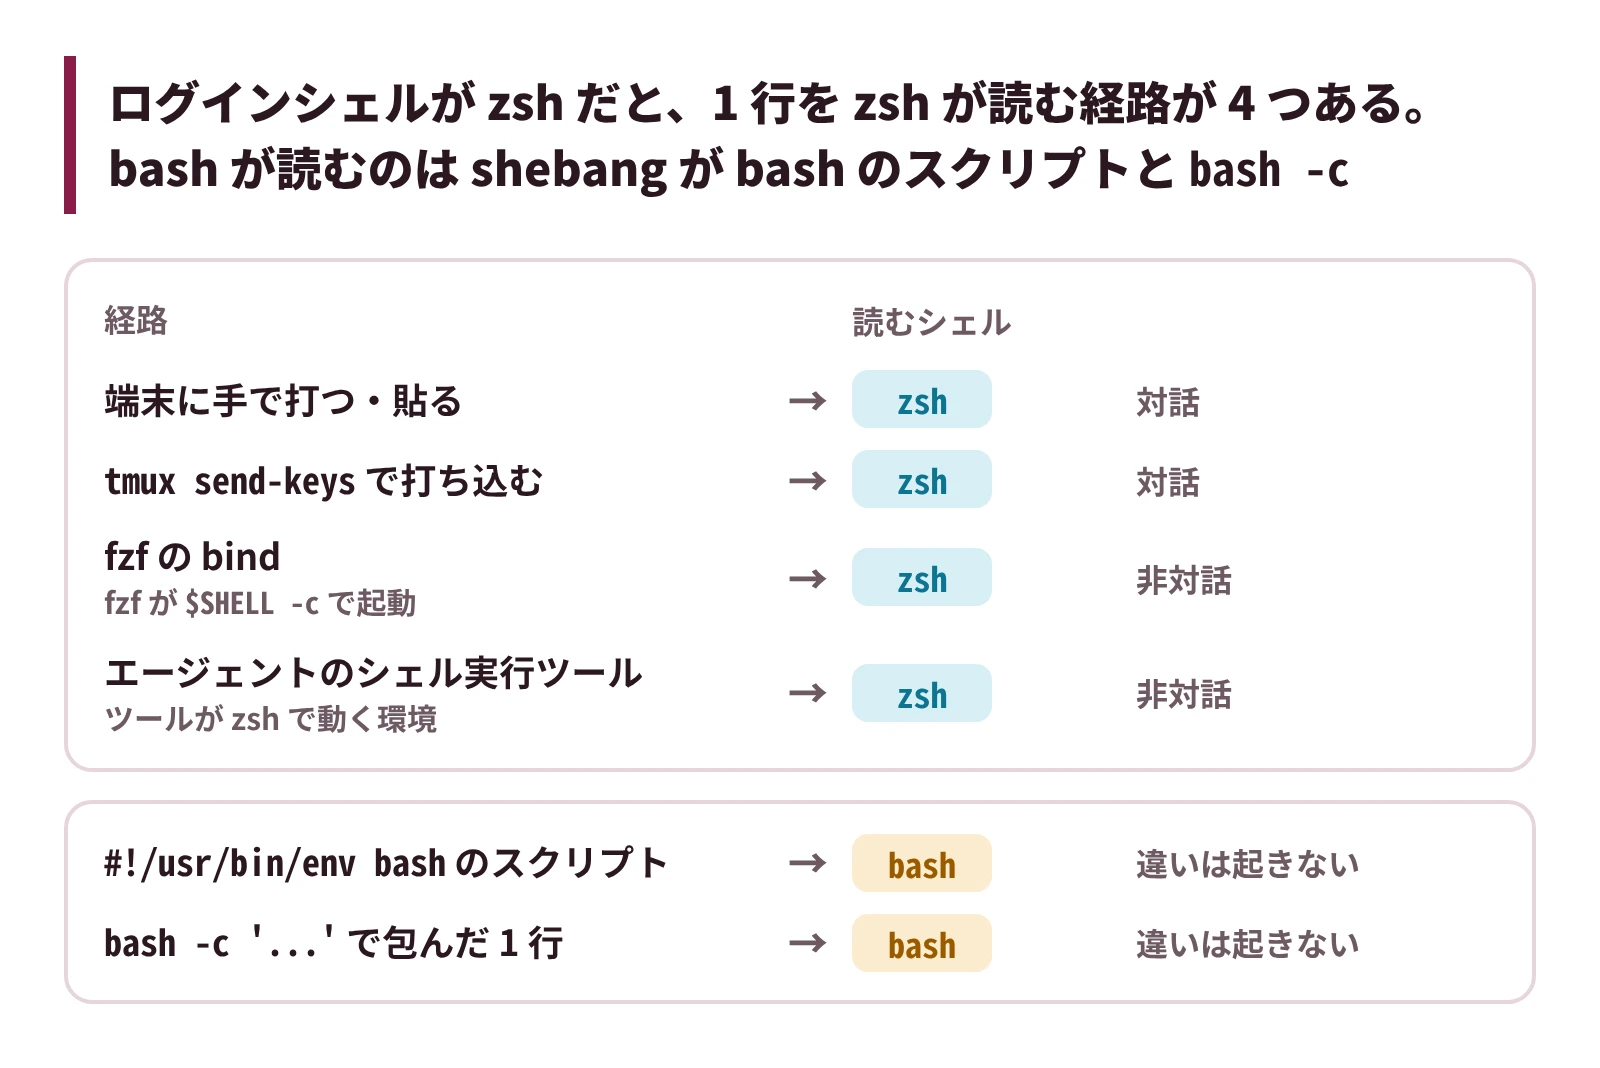 ログインシェルが zsh だと、1 行を zsh が読む経路が 4 つある。
bash が読むのは shebang が bash のスクリプトと bash -c
経路 読むシェル
端末に手で打つ・貼る → zsh 対話
tmux send-keys で打ち込む → zsh 対話
fzf の bind → zsh 非対話
fzf が $SHELL -c で起動
エージェントのシェル実行ツール → zsh 非対話
ツールが zsh で動く環境
#!/usr/bin/env bash のスクリプト → bash 違いは起きない
bash -c '...' で包んだ 1 行 → bash 違いは起きない